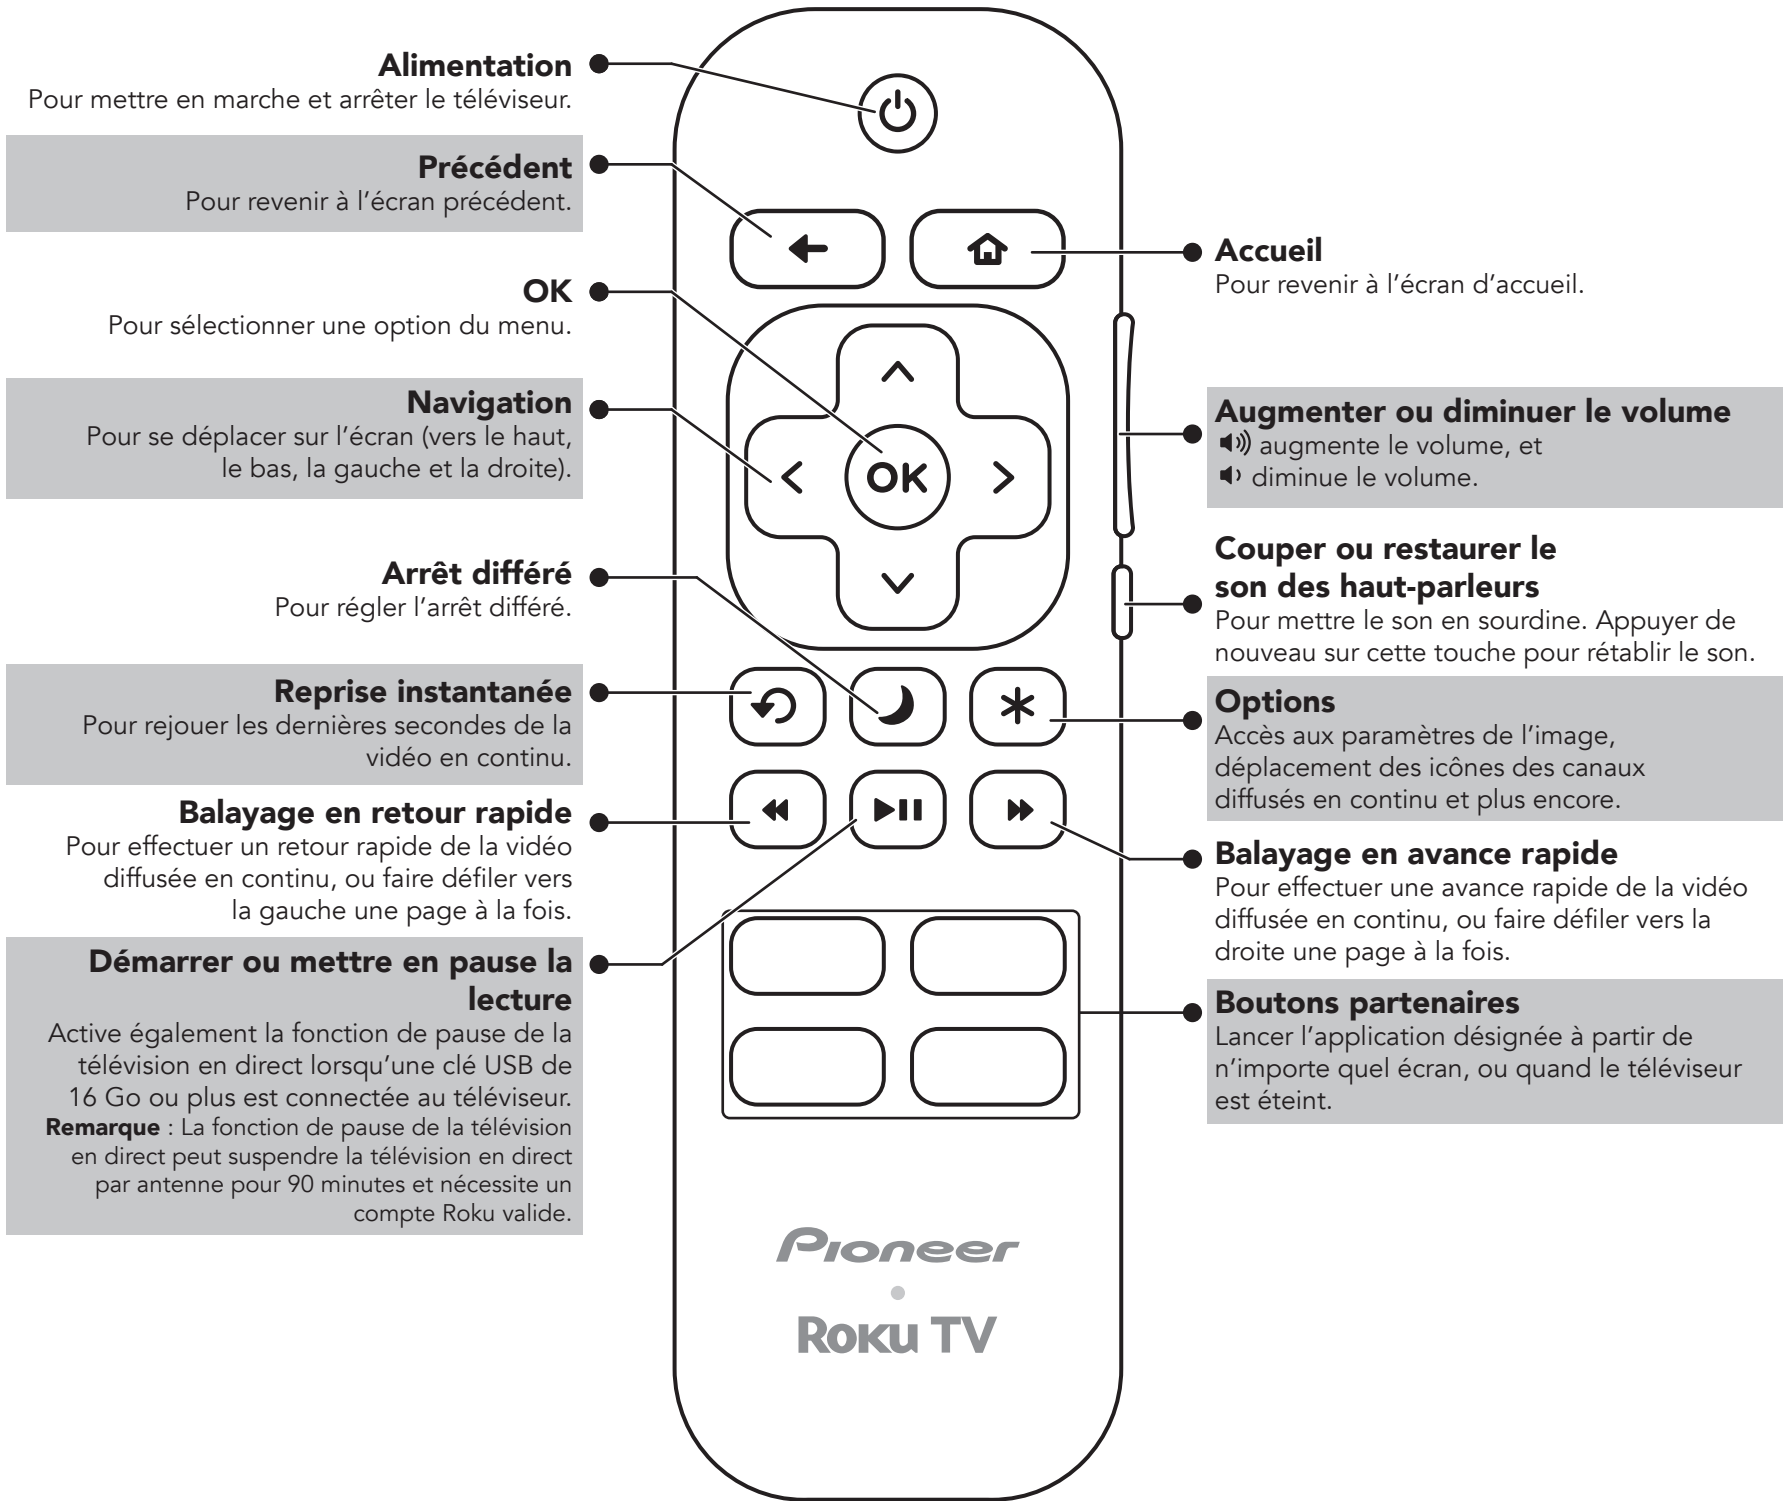 Alimentation
Pour mettre en marche et arrêter le téléviseur.
Précédent
Pour revenir à l'écran précédent.
OK
Pour sélectionner une option du menu.
Navigation
Pour se déplacer sur l'écran (vers le haut,
le bas, la gauche et la droite).
Arrêt différé
Pour régler l'arrêt différé.
Reprise instantanée
Pour rejouer les dernières secondes de la
vidéo en continu.
Balayage en retour rapide
Pour effectuer un retour rapide de la vidéo
diffusée en continu, ou faire défiler vers
la gauche une page à la fois.
Démarrer ou mettre en pause la
lecture
Active également la fonction de pause de la
télévision en direct lorsqu'une clé USB de
16 Go ou plus est connectée au téléviseur.
Remarque : La fonction de pause de la télévision
en direct peut suspendre la télévision en direct
par antenne pour 90 minutes et nécessite un
compte Roku valide.
OK
Pioneer
Roku TV
Accueil
Pour revenir à l'écran d'accueil.
Augmenter ou diminuer le volume
augmente le volume, et
diminue le volume.
Couper ou restaurer le
son des haut-parleurs
Pour mettre le son en sourdine. Appuyer de
nouveau sur cette touche pour rétablir le son.
Options
Accès aux paramètres de l'image,
déplacement des icônes des canaux
diffusés en continu et plus encore.
Balayage en avance rapide
Pour effectuer une avance rapide de la vidéo
diffusée en continu, ou faire défiler vers la
droite une page à la fois.
Boutons partenaires
Lancer l'application désignée à partir de
n'importe quel écran, ou quand le téléviseur
est éteint.